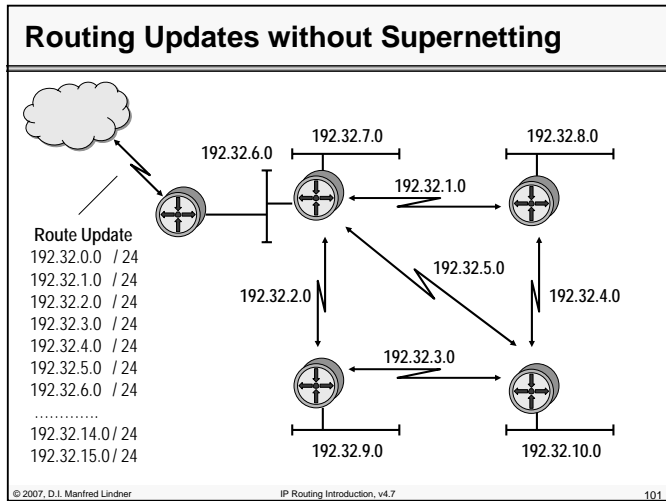 Routing Updates without Supernetting
192.32.7.0
192.32.8.0
192.32.6.0
192.32.1.0
Route Update
192.32.0.0 / 24
192.32.1.0 / 24
192.32.2.0 / 24
192.32.3.0 / 24
192.32.4.0 / 24
192.32.5.0 / 24
192.32.6.0 / 24
.............
192.32.14.0 / 24
192.32.15.0 / 24
192.32.5.0
192.32.2.0
192.32.4.0
192.32.3.0
192.32.9.0
192.32.10.0
© 2007, D.I. Manfred Lindner
IP Routing Introduction, v4.7
101